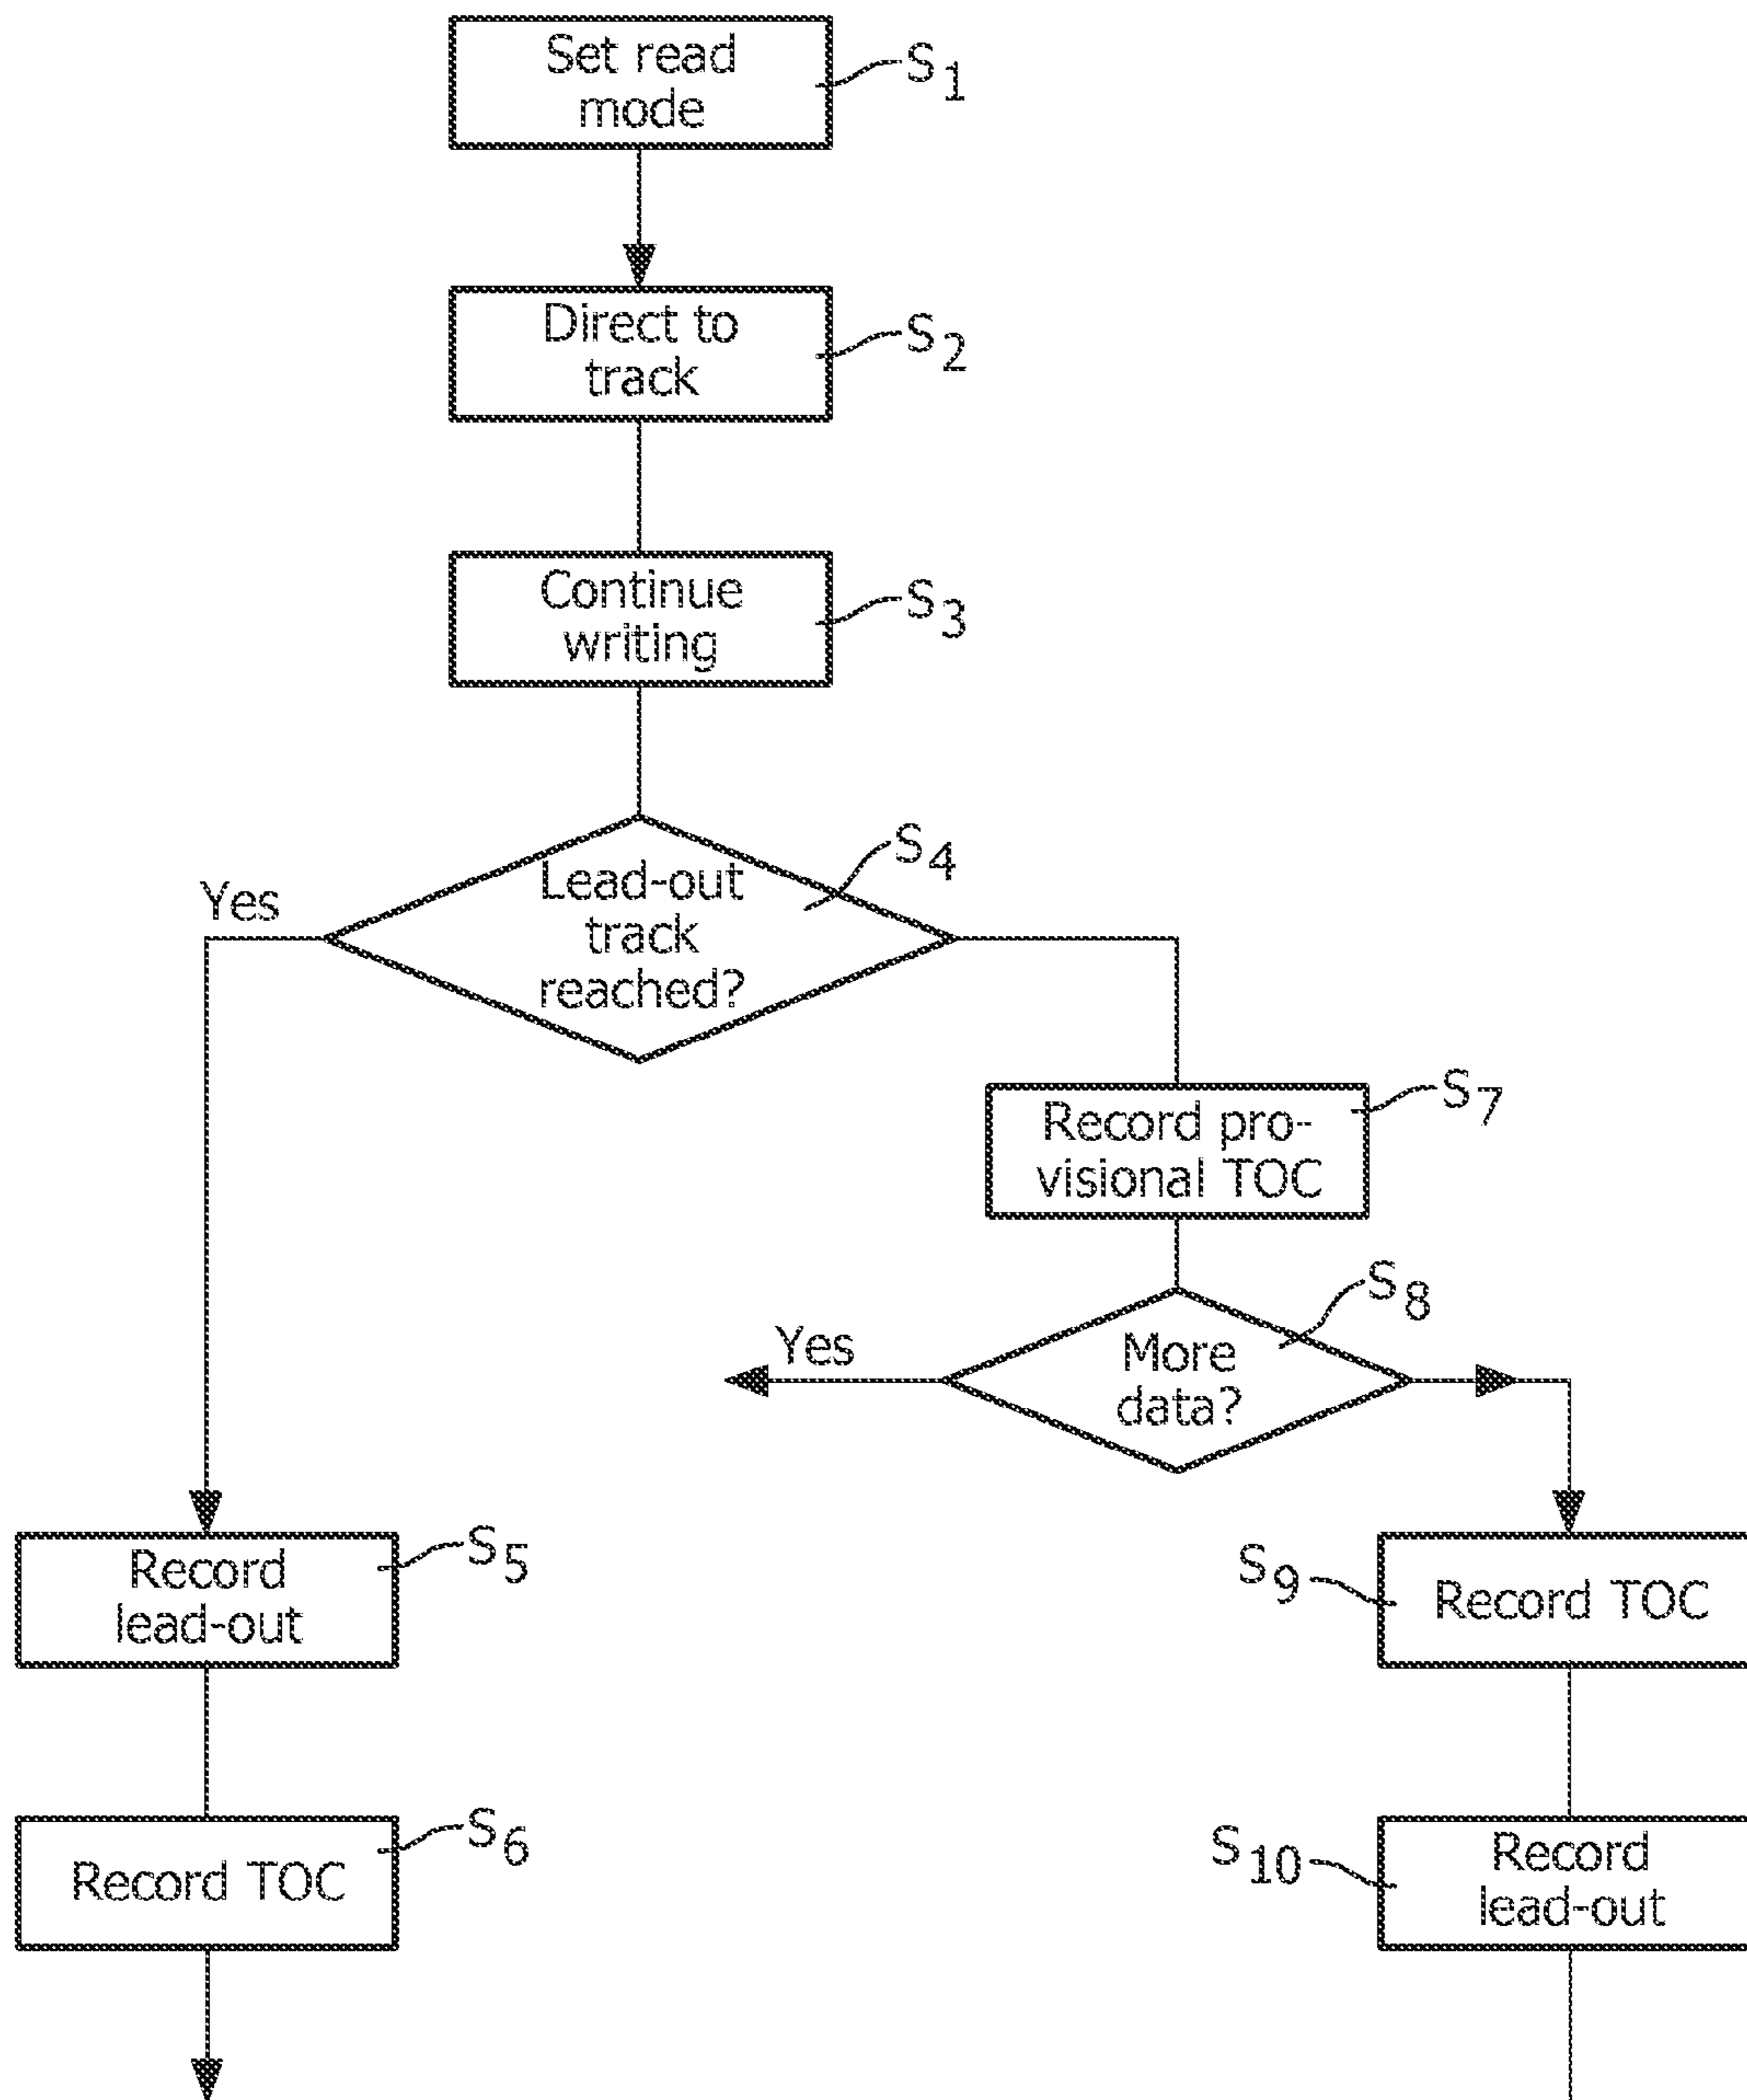 Set read
mode
S1
Direct to
track
S2
Continue
writing
S3
Lead-out
track
reached?
S4
Yes
Record pro-
visional TOC
S7
More
data?
S8
Yes
Record
lead-out
S5
Record TOC
S9
Record TOC
S6
Record
lead-out
S10